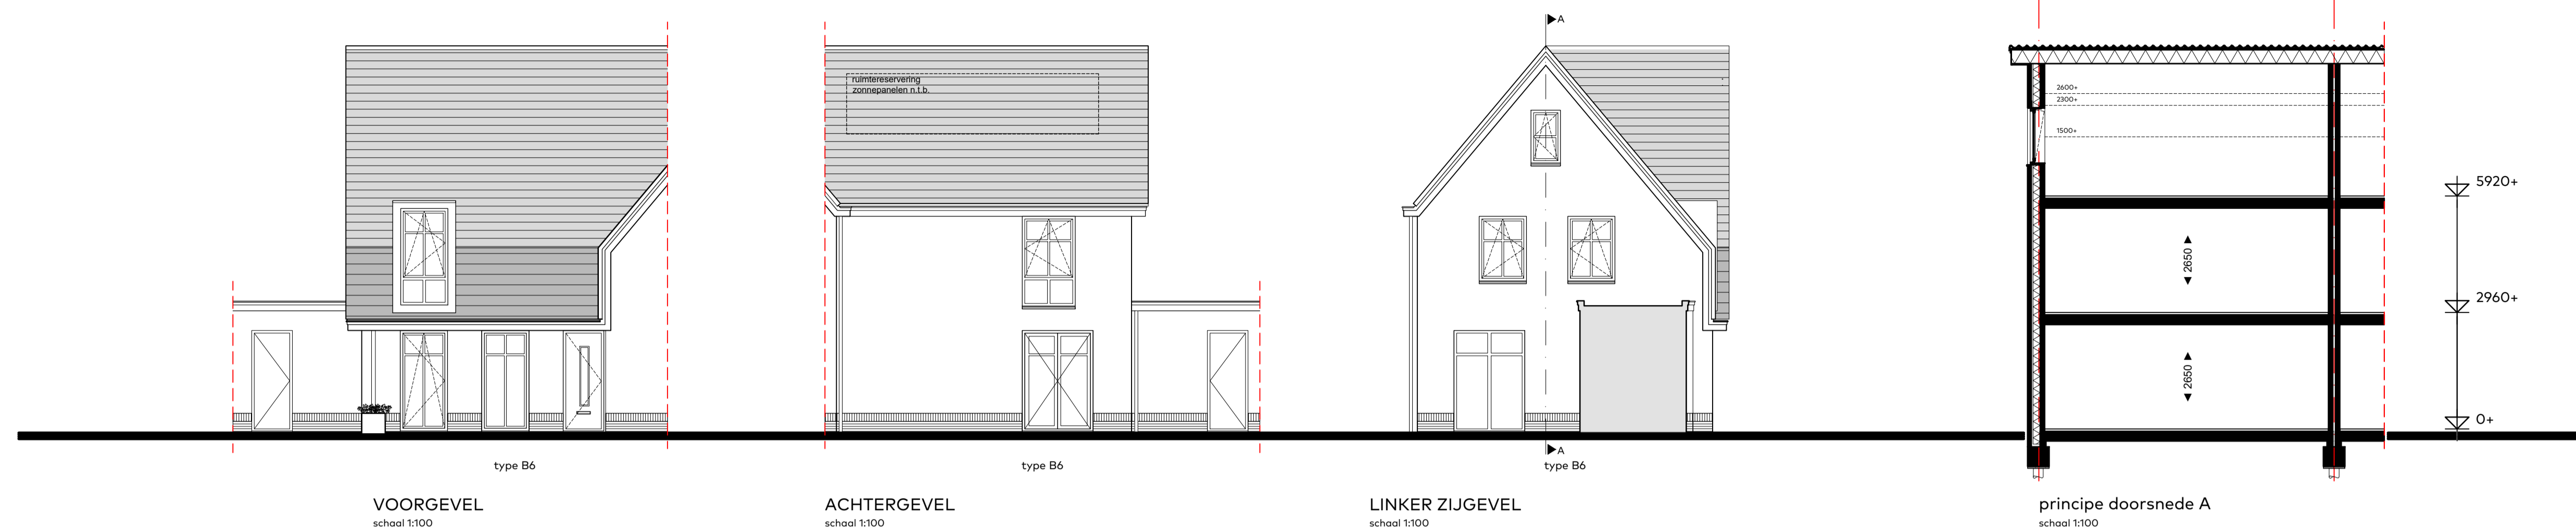 A
ruimtereservering
zonnepanelen n.t.b.
2600+
2300+
1500+
5920+
2650
2960+
2650
0+
A
type B6
type B6
type B6
VOORGEVEL
schaal 1:100
ACHTERGEVEL
schaal 1:100
LINKER ZIJGEVEL
schaal 1:100
principe doorsnede A
schaal 1:100